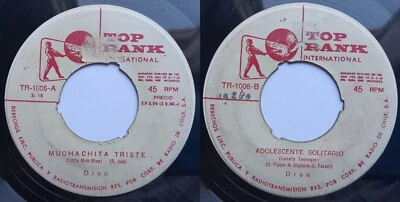 TOP
RANK
INTERNATIONAL
TR-1006-A
45 RPM
PRECIO
MUCHACHITA TRISTE
(Little Miss Blue)
Dion
DERECHOS EJEC. PUBLICA Y RADIOTRANSMISION RES. POR CORP. DE RADIO DE CHILE, S.A.
TOP
RANK
INTERNATIONAL
TR-1006-B
45 RPM
ADOLESCENTE SOLITARIO
(Lonely Teenager)
Dion
DERECHOS EJEC. PUBLICA Y RADIOTRANSMISION RES. POR CORP. DE RADIO DE CHILE, S.A.